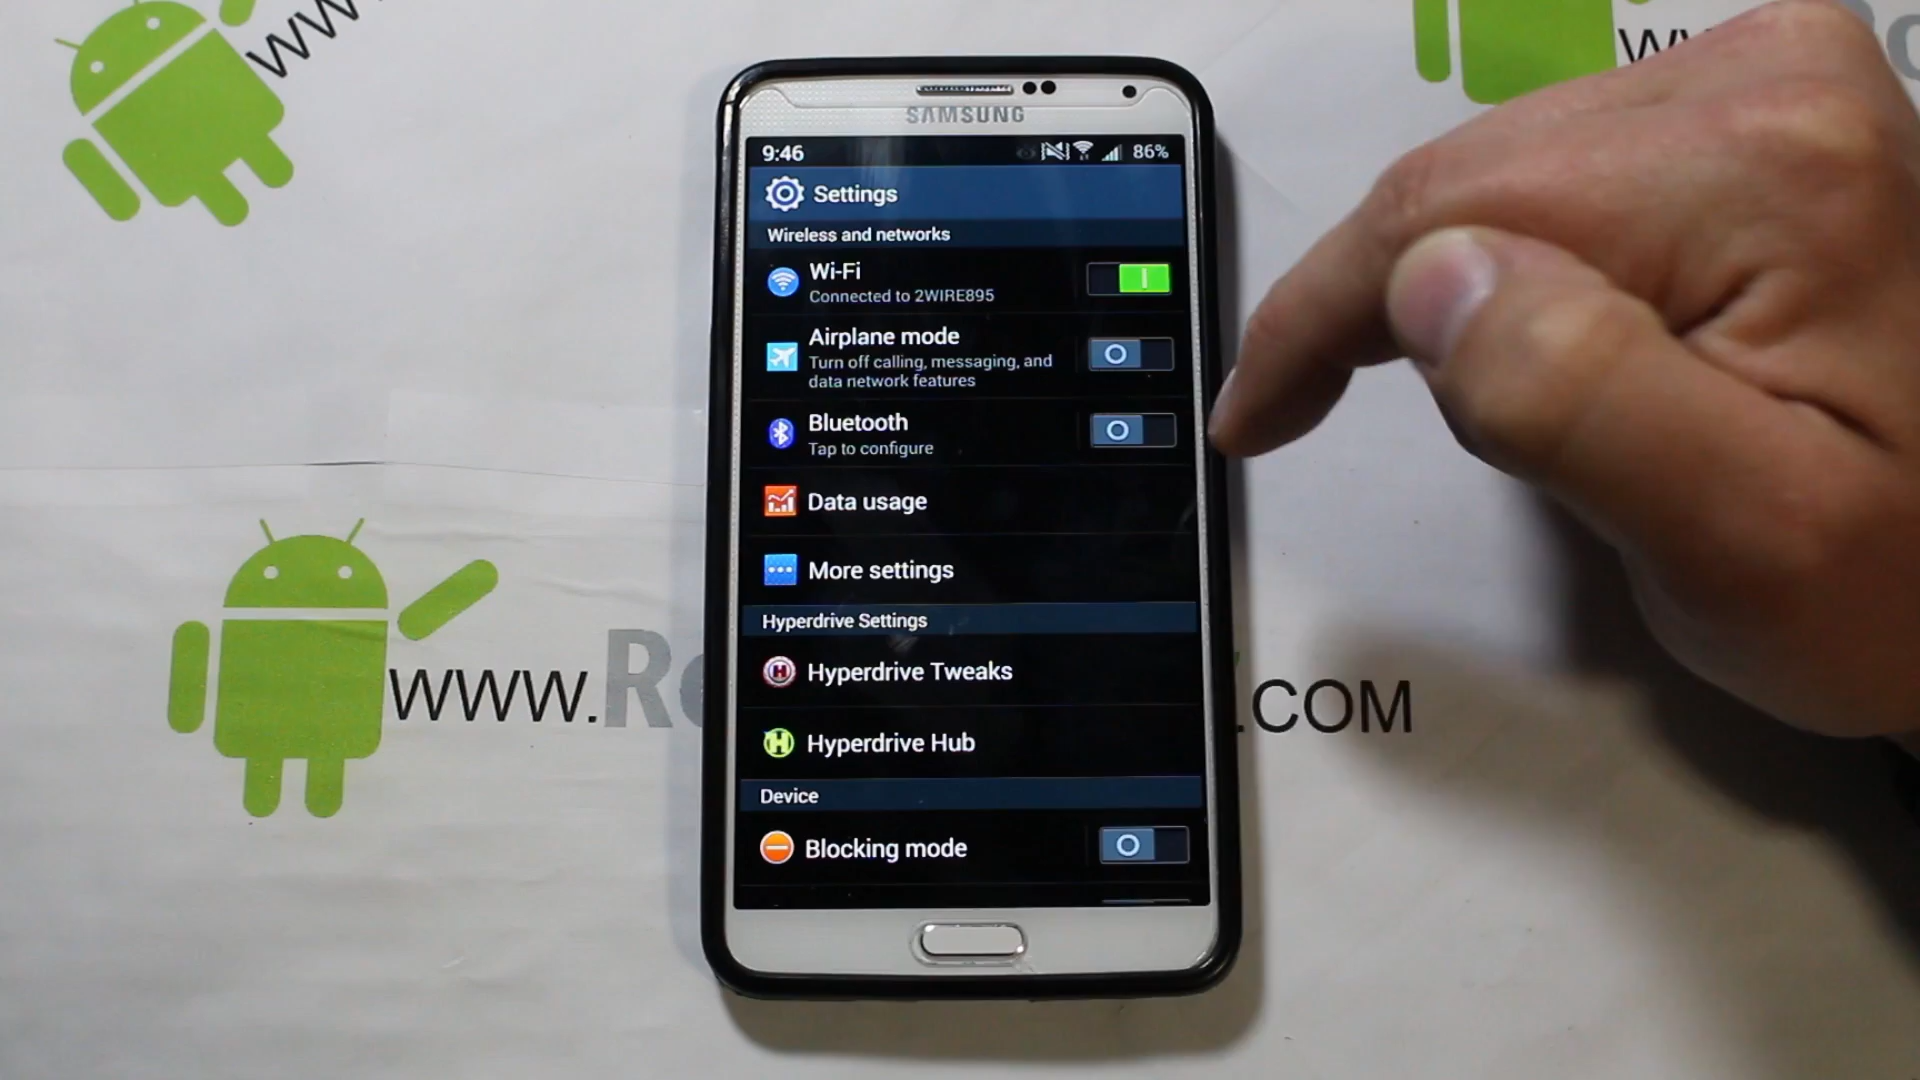 SAMSUNG
9:46
86%
Settings
Wireless and networks
Wi-Fi
Connected to 2WIRE895
Airplane mode
Turn off calling, messaging, and
data network features
Bluetooth
Tap to configure
Data usage
More settings
Hyperdrive Settings
Hyperdrive Tweaks
Hyperdrive Hub
Device
Blocking mode
www.
.COM